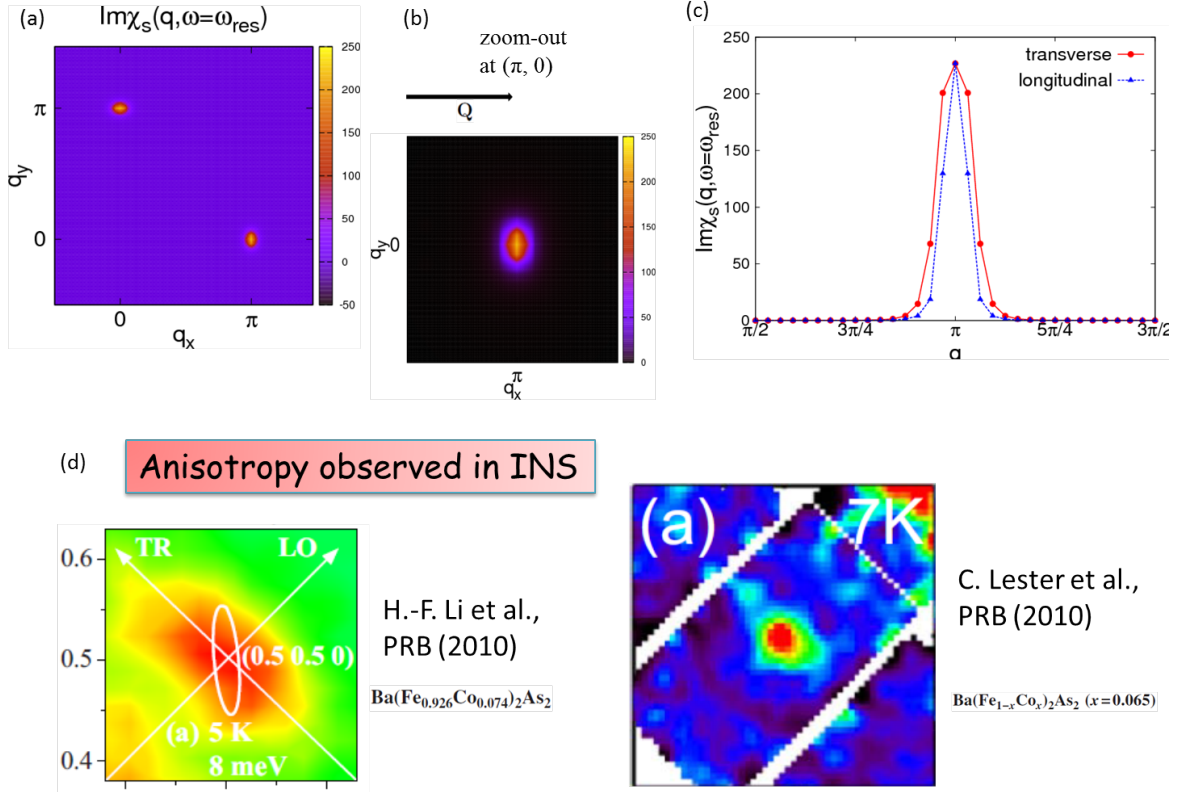 (a)
Imχs(q,ω=ωres)
π
0
qy
0
π
qx
250
200
150
100
50
0
-50
(b)
zoom-out
at (π, 0)
Q
qy
0
π
qx
250
200
150
100
50
0
(c)
Imχs(q,ω=ωres)
250
200
150
100
50
0
transverse
longitudinal
π/2
3π/4
π
5π/4
3π/2
q
(d)
Anisotropy observed in INS
0.6
0.5
0.4
TR
LO
(0.5 0.5 0)
(a) 5 K
8 meV
H.-F. Li et al.,
PRB (2010)
Ba(Fe0.926Co0.074)2As2
(a)
7K
C. Lester et al.,
PRB (2010)
Ba(Fe1−xCox)2As2 (x=0.065)